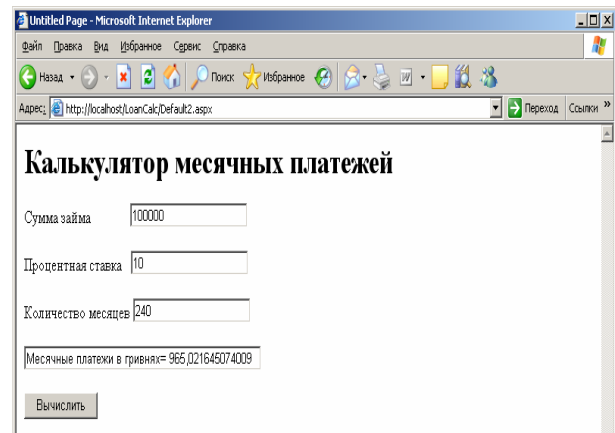 Untitled Page - Microsoft Internet Explorer
Файл Правка Вид Избранное Сервис Справка
Назад Поиск Избранное
Адрес: http://localhost/LoanCalc/Default2.aspx Переход Ссылки »
Калькулятор месячных платежей
Сумма займа 100000
Процентная ставка 10
Количество месяцев 240
Месячные платежи в гривнях= 965,021645074009
Вычислить